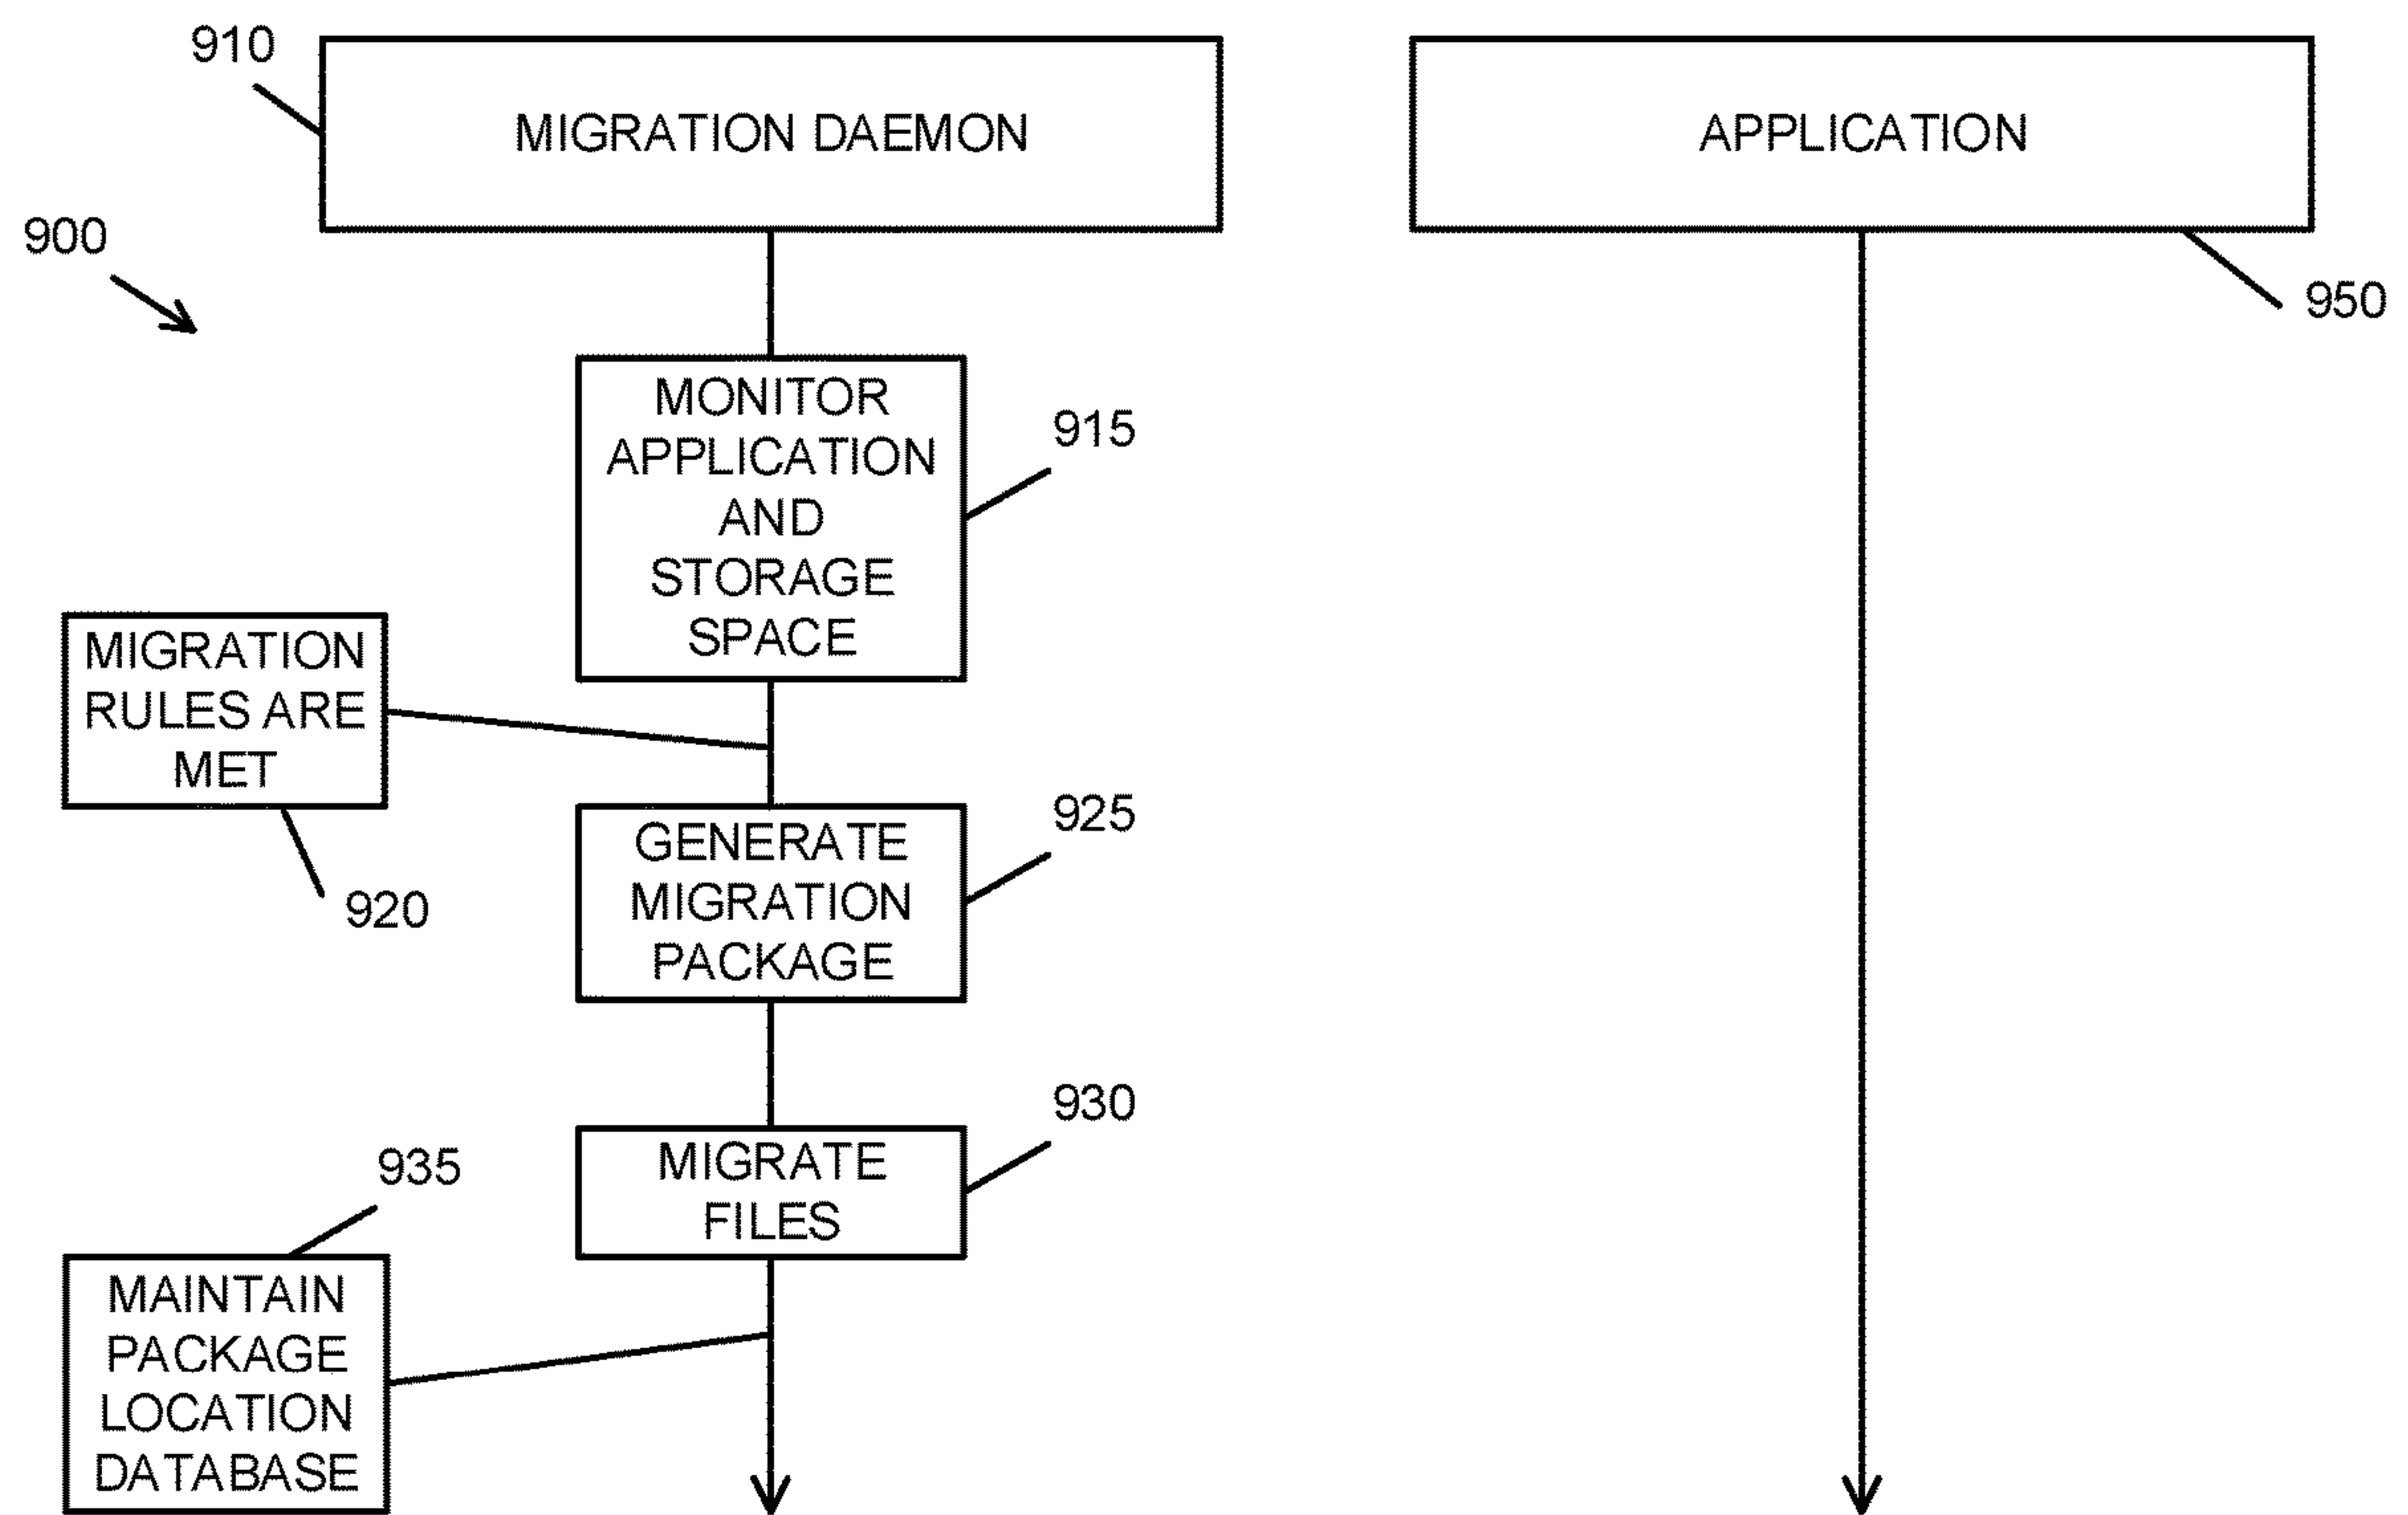 910
MIGRATION DAEMON
APPLICATION
900
950
MONITOR
APPLICATION
AND
STORAGE
SPACE
915
MIGRATION
RULES ARE
MET
920
GENERATE
MIGRATION
PACKAGE
925
930
MIGRATE
FILES
935
MAINTAIN
PACKAGE
LOCATION
DATABASE